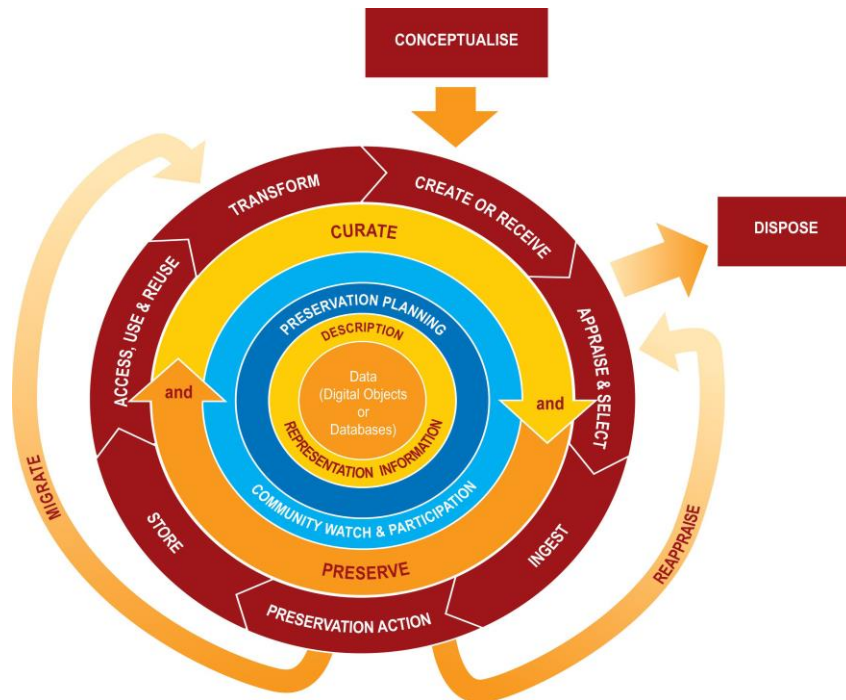 CONCEPTUALISE
DISPOSE
TRANSFORM
CREATE OR RECEIVE
APPRAISE & SELECT
INGEST
PRESERVATION ACTION
STORE
ACCESS, USE & REUSE
MIGRATE
REAPPRAISE
CURATE
and
PRESERVE
and
COMMUNITY WATCH & PARTICIPATION
PRESERVATION PLANNING
DESCRIPTION
REPRESENTATION INFORMATION
Data
(Digital Objects
or
Databases)